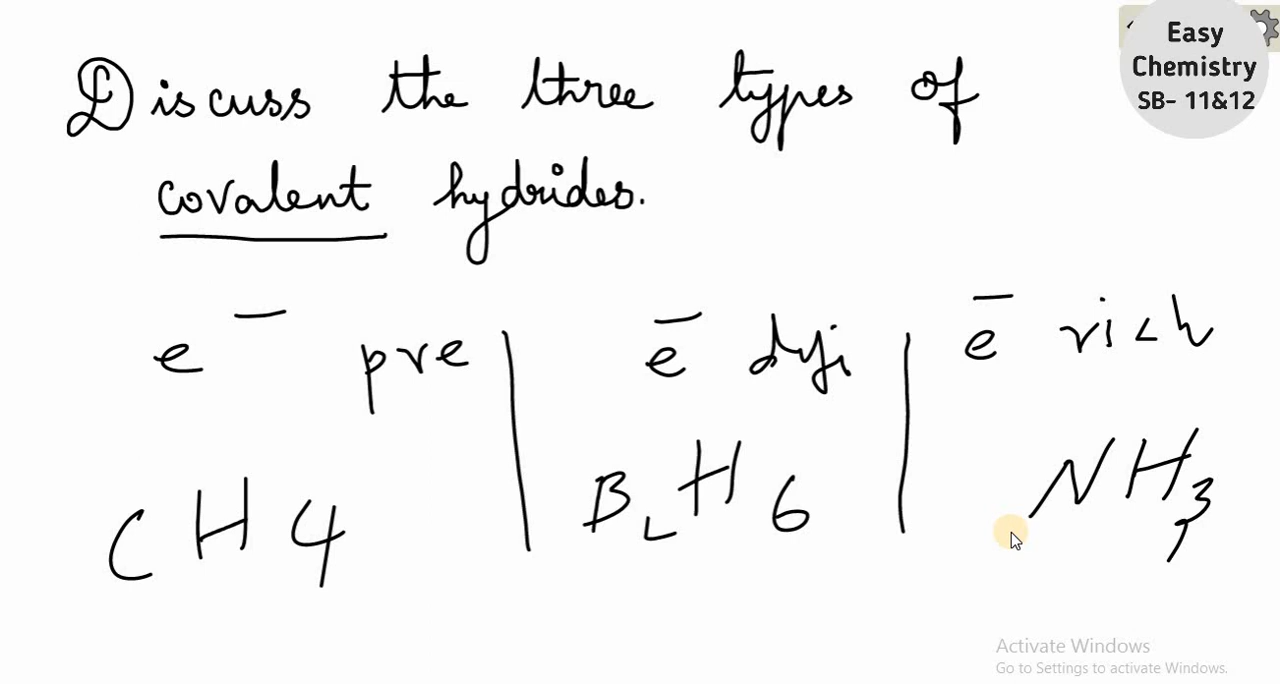 Discuss the three types of
covalent hydrides.
e⁻ pre
e⁻ defi
e⁻ rich
CH4
B2H6
NH3,
Easy
Chemistry
SB- 11&12
Activate Windows
Go to Settings to activate Windows.